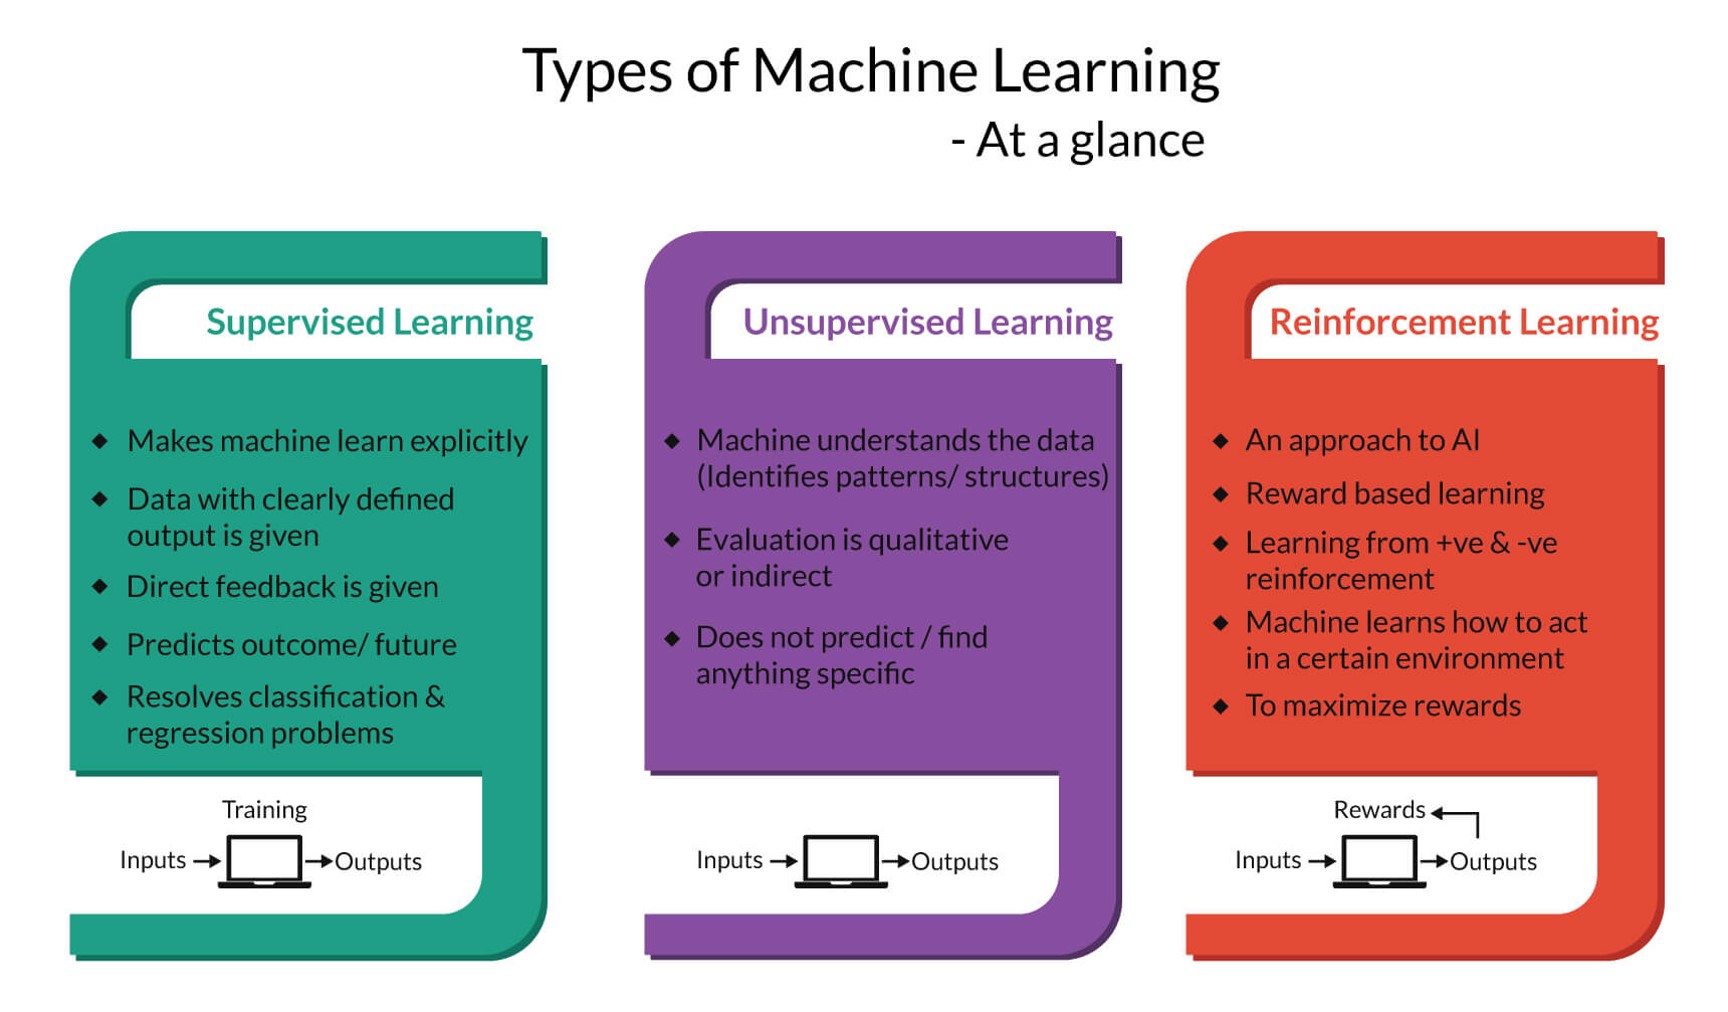 Types of Machine Learning
- At a glance
Supervised Learning
◆ Makes machine learn explicitly
◆ Data with clearly defined
output is given
◆ Direct feedback is given
◆ Predicts outcome/ future
◆ Resolves classification &
regression problems
Training
Inputs → → Outputs
Unsupervised Learning
◆ Machine understands the data
(Identifies patterns/ structures)
◆ Evaluation is qualitative
or indirect
◆ Does not predict / find
anything specific
Inputs → → Outputs
Reinforcement Learning
◆ An approach to AI
◆ Reward based learning
◆ Learning from +ve & -ve
reinforcement
◆ Machine learns how to act
in a certain environment
◆ To maximize rewards
Rewards
Inputs → → Outputs